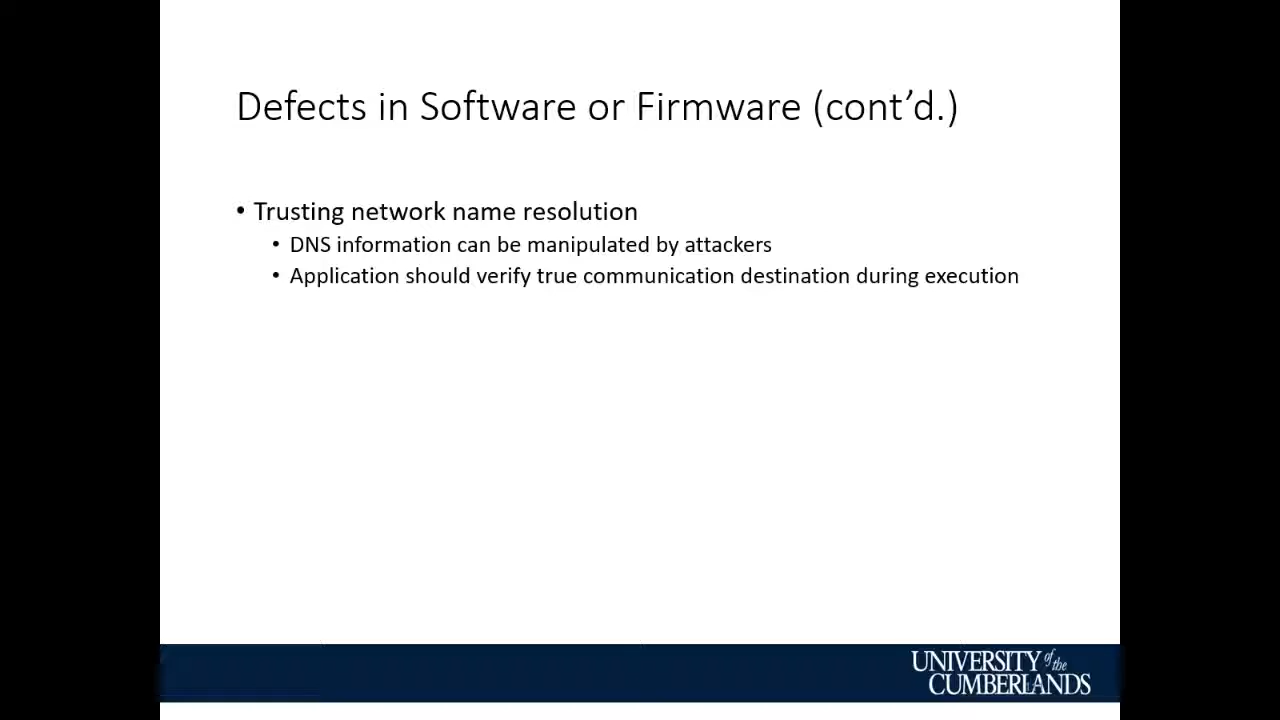 Defects in Software or Firmware (cont’d.)
• Trusting network name resolution
• DNS information can be manipulated by attackers
• Application should verify true communication destination during execution
UNIVERSITY of the
CUMBERLANDS